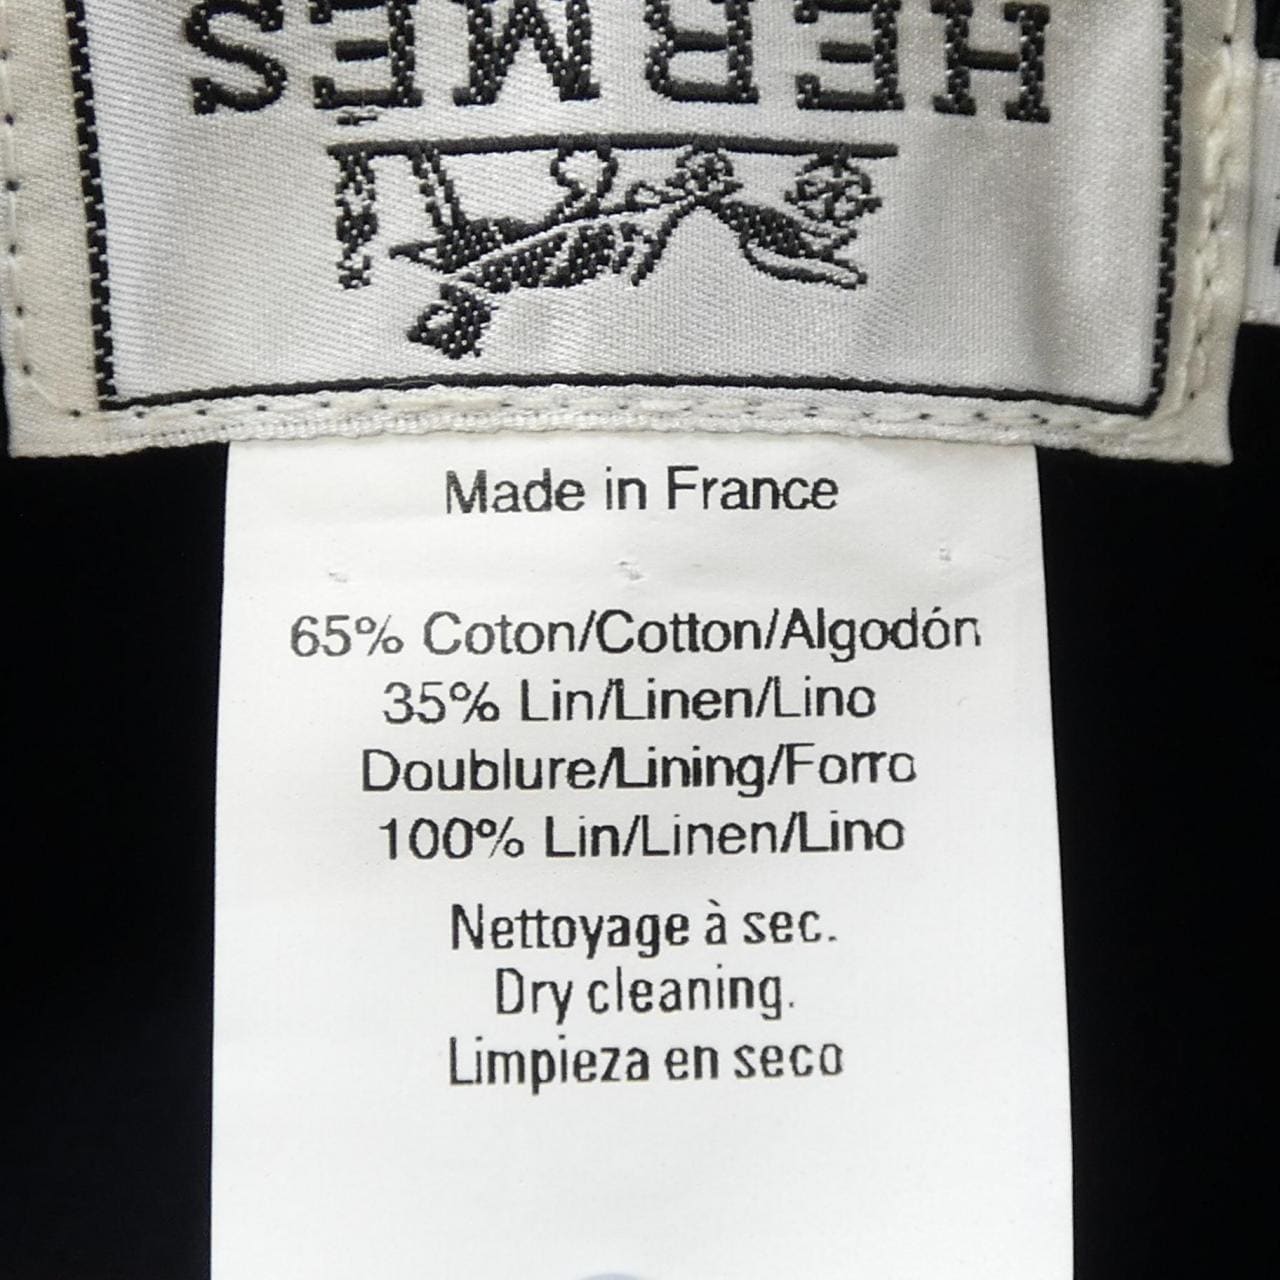 HERMES
Made in France
65% Coton/Cotton/Algodón
35% Lin/Linen/Lino
Doublure/Lining/Forro
100% Lin/Linen/Lino
Nettoyage à sec.
Dry cleaning.
Limpieza en seco